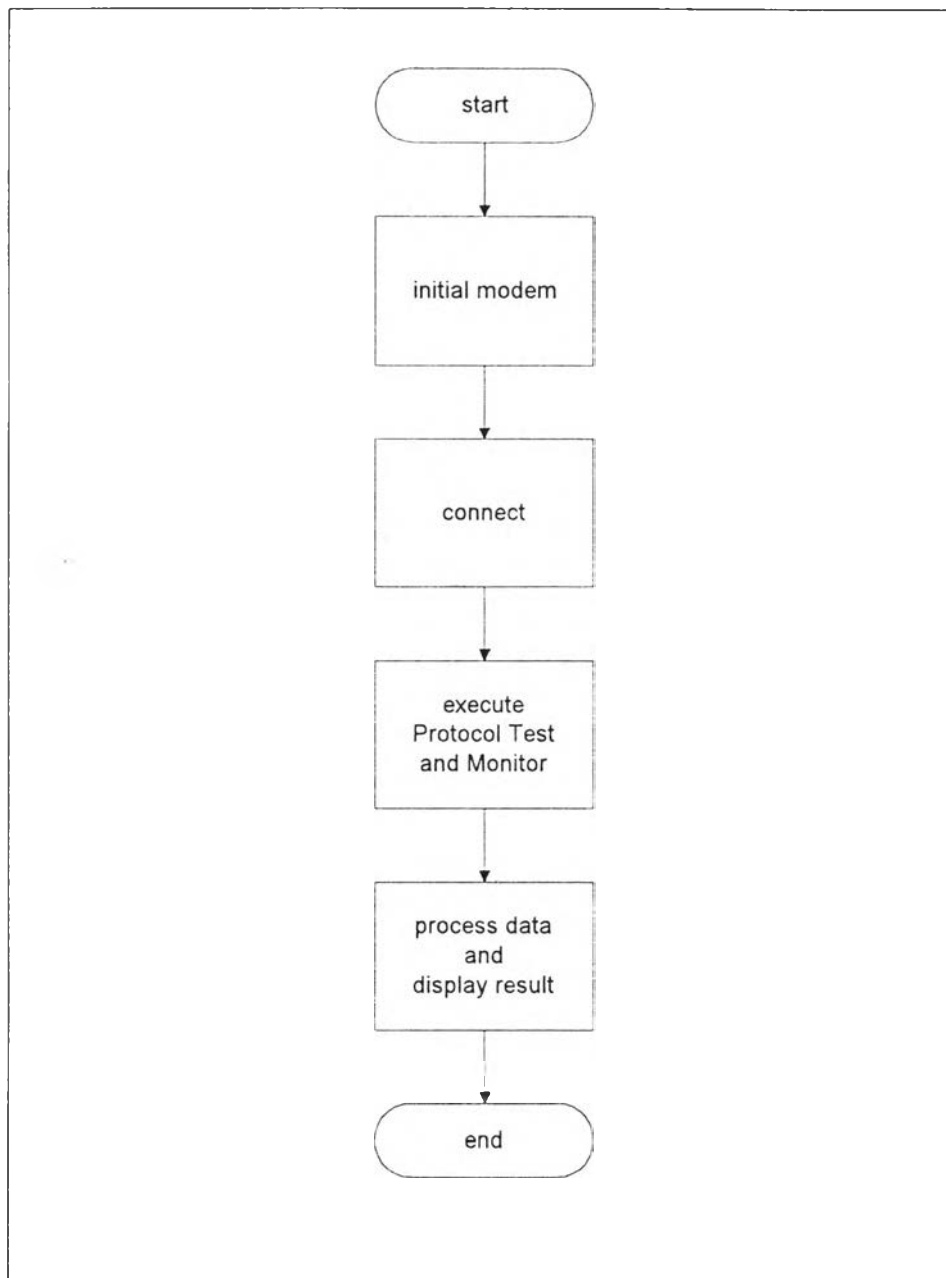 start
initial modem
connect
execute
Protocol Test
and Monitor
process data
and
display result
end